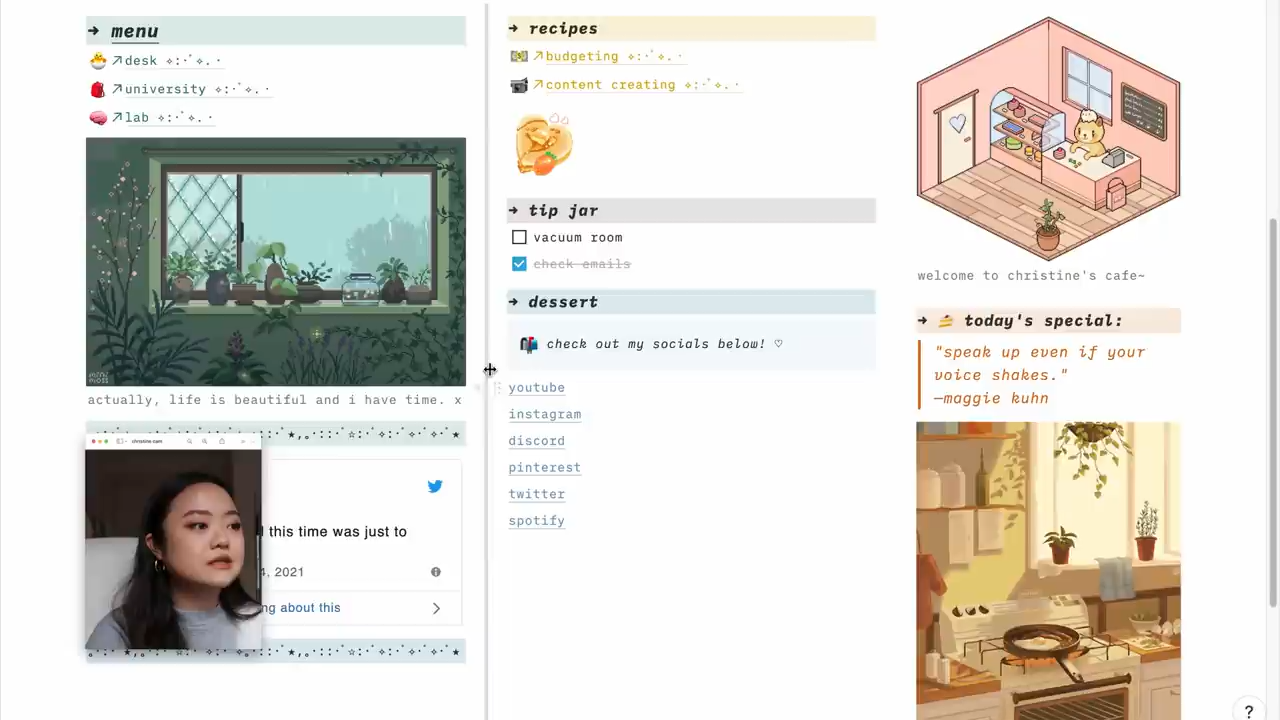 → menu
↗desk ✧:･ﾟ✧.･
↗university ✧:･ﾟ✧.･
↗lab ✧:･ﾟ✧.･
actually, life is beautiful and i have time. x
l this time was just to
4, 2021
ng about this
→ recipes
↗budgeting ✧:･ﾟ✧.･
↗content creating ✧:･ﾟ✧.･
→ tip jar
vacuum room
check emails
→ dessert
check out my socials below! ♡
youtube
instagram
discord
pinterest
twitter
spotify
welcome to christine's cafe~
→ today's special:
"speak up even if your
voice shakes."
—maggie kuhn
?